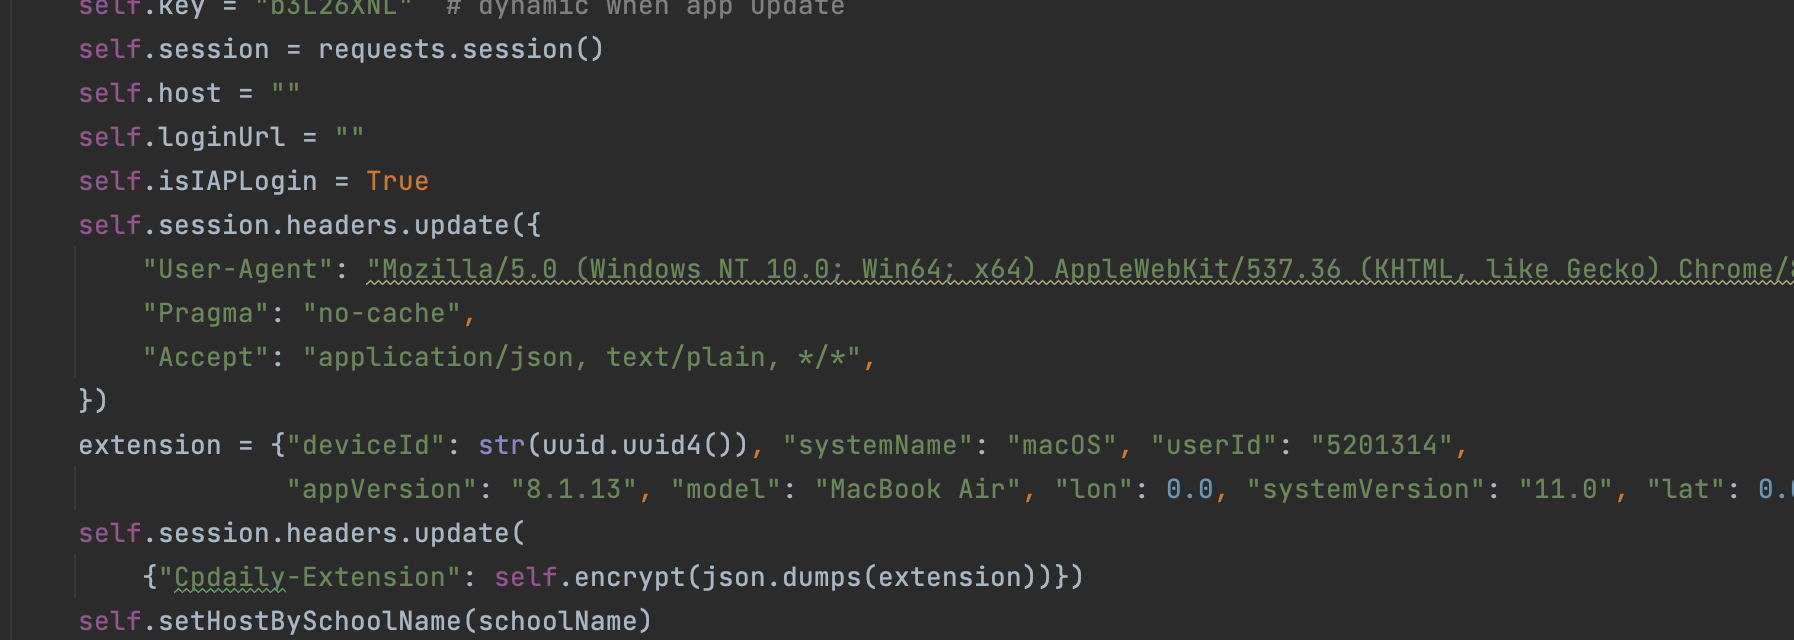 self.key = "b3L26XNL"  # dynamic when app update
self.session = requests.session()
self.host = ""
self.loginUrl = ""
self.isIAPLogin = True
self.session.headers.update({
    "User-Agent": "Mozilla/5.0 (Windows NT 10.0; Win64; x64) AppleWebKit/537.36 (KHTML, like Gecko) Chrome/8
    "Pragma": "no-cache",
    "Accept": "application/json, text/plain, */*",
})
extension = {"deviceId": str(uuid.uuid4()), "systemName": "macOS", "userId": "5201314",
             "appVersion": "8.1.13", "model": "MacBook Air", "lon": 0.0, "systemVersion": "11.0", "lat": 0.0
self.session.headers.update(
    {"Cpdaily-Extension": self.encrypt(json.dumps(extension))})
self.setHostBySchoolName(schoolName)